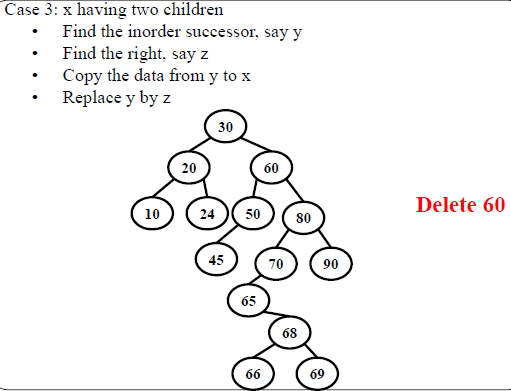 Case 3: x having two children
• Find the inorder successor, say y
• Find the right, say z
• Copy the data from y to x
• Replace y by z
30
20 60
10 24 50 80
Delete 60
45 70 90
65
68
66 69